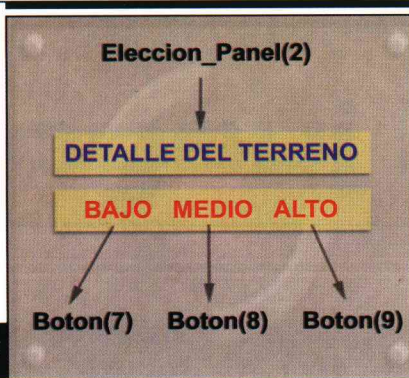 Eleccion_Panel(2)
DETALLE DEL TERRENO
BAJO MEDIO ALTO
Boton(7) Boton(8) Boton(9)